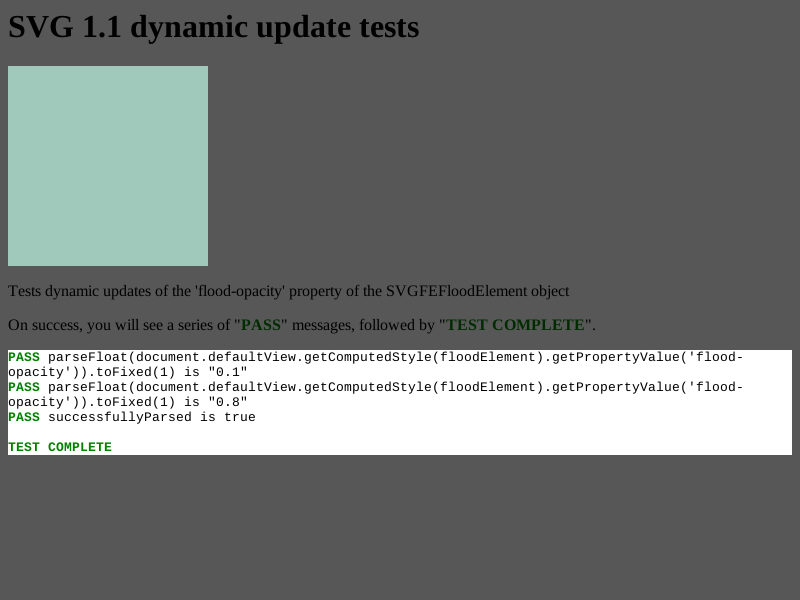 SVG 1.1 dynamic update tests
Tests dynamic updates of the 'flood-opacity' property of the SVGFEFloodElement object
On success, you will see a series of "PASS" messages, followed by "TEST COMPLETE".
PASS parseFloat(document.defaultView.getComputedStyle(floodElement).getPropertyValue('flood-
opacity')).toFixed(1) is "0.1"
PASS parseFloat(document.defaultView.getComputedStyle(floodElement).getPropertyValue('flood-
opacity')).toFixed(1) is "0.8"
PASS successfullyParsed is true
TEST COMPLETE